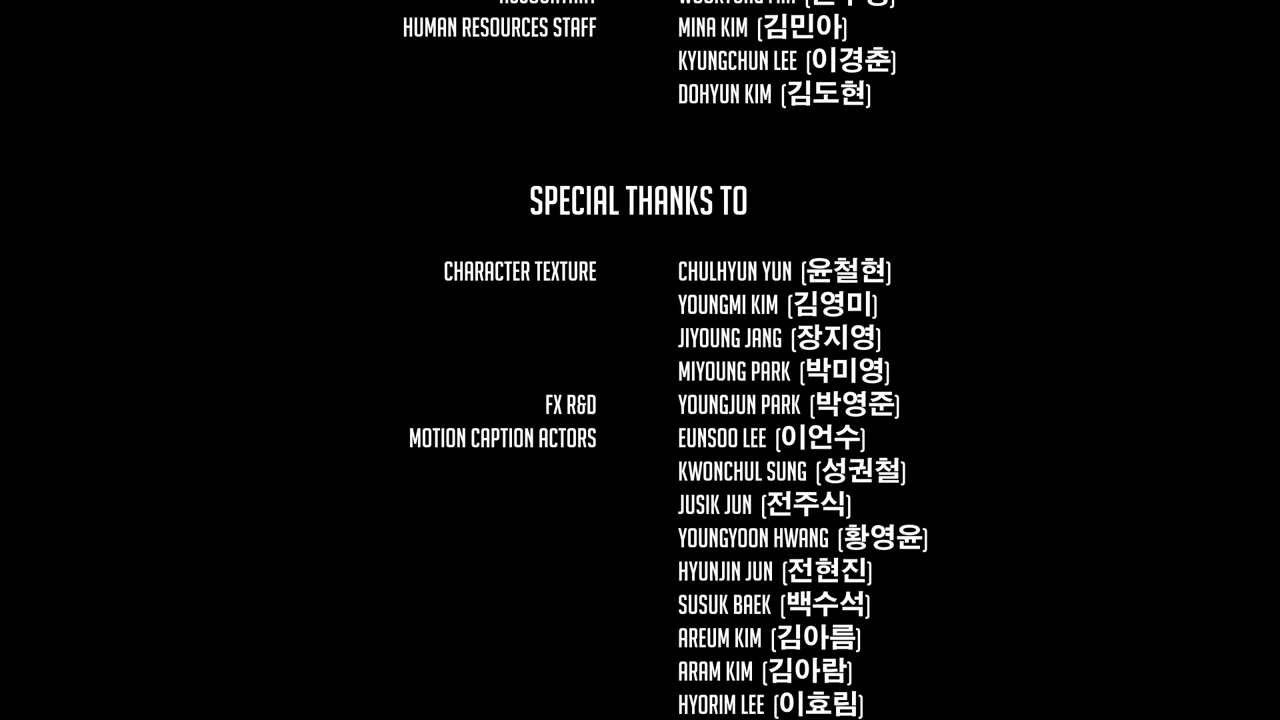 HUMAN RESOURCES STAFF MINA KIM (김민아)
KYUNGCHUN LEE (이경춘)
DOHYUN KIM (김도현)
SPECIAL THANKS TO
CHARACTER TEXTURE CHULHYUN YUN (윤철현)
YOUNGMI KIM (김영미)
JIYOUNG JANG (장지영)
MIYOUNG PARK (박미영)
FX R&D YOUNGJUN PARK (박영준)
MOTION CAPTION ACTORS EUNSOO LEE (이언수)
KWONCHUL SUNG (성권철)
JUSIK JUN (전주식)
YOUNGYOON HWANG (황영윤)
HYUNJIN JUN (전현진)
SUSUK BAEK (백수석)
AREUM KIM (김아름)
ARAM KIM (김아람)
HYORIM LEE (이효림)